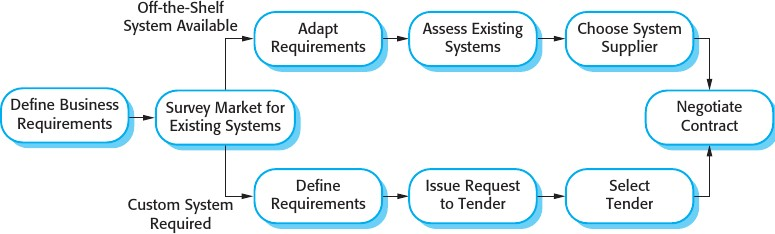 Off-the-Shelf
System Available
Adapt
Requirements
Assess Existing
Systems
Choose System
Supplier
Define Business
Requirements
Survey Market for
Existing Systems
Negotiate
Contract
Custom System
Required
Define
Requirements
Issue Request
to Tender
Select
Tender